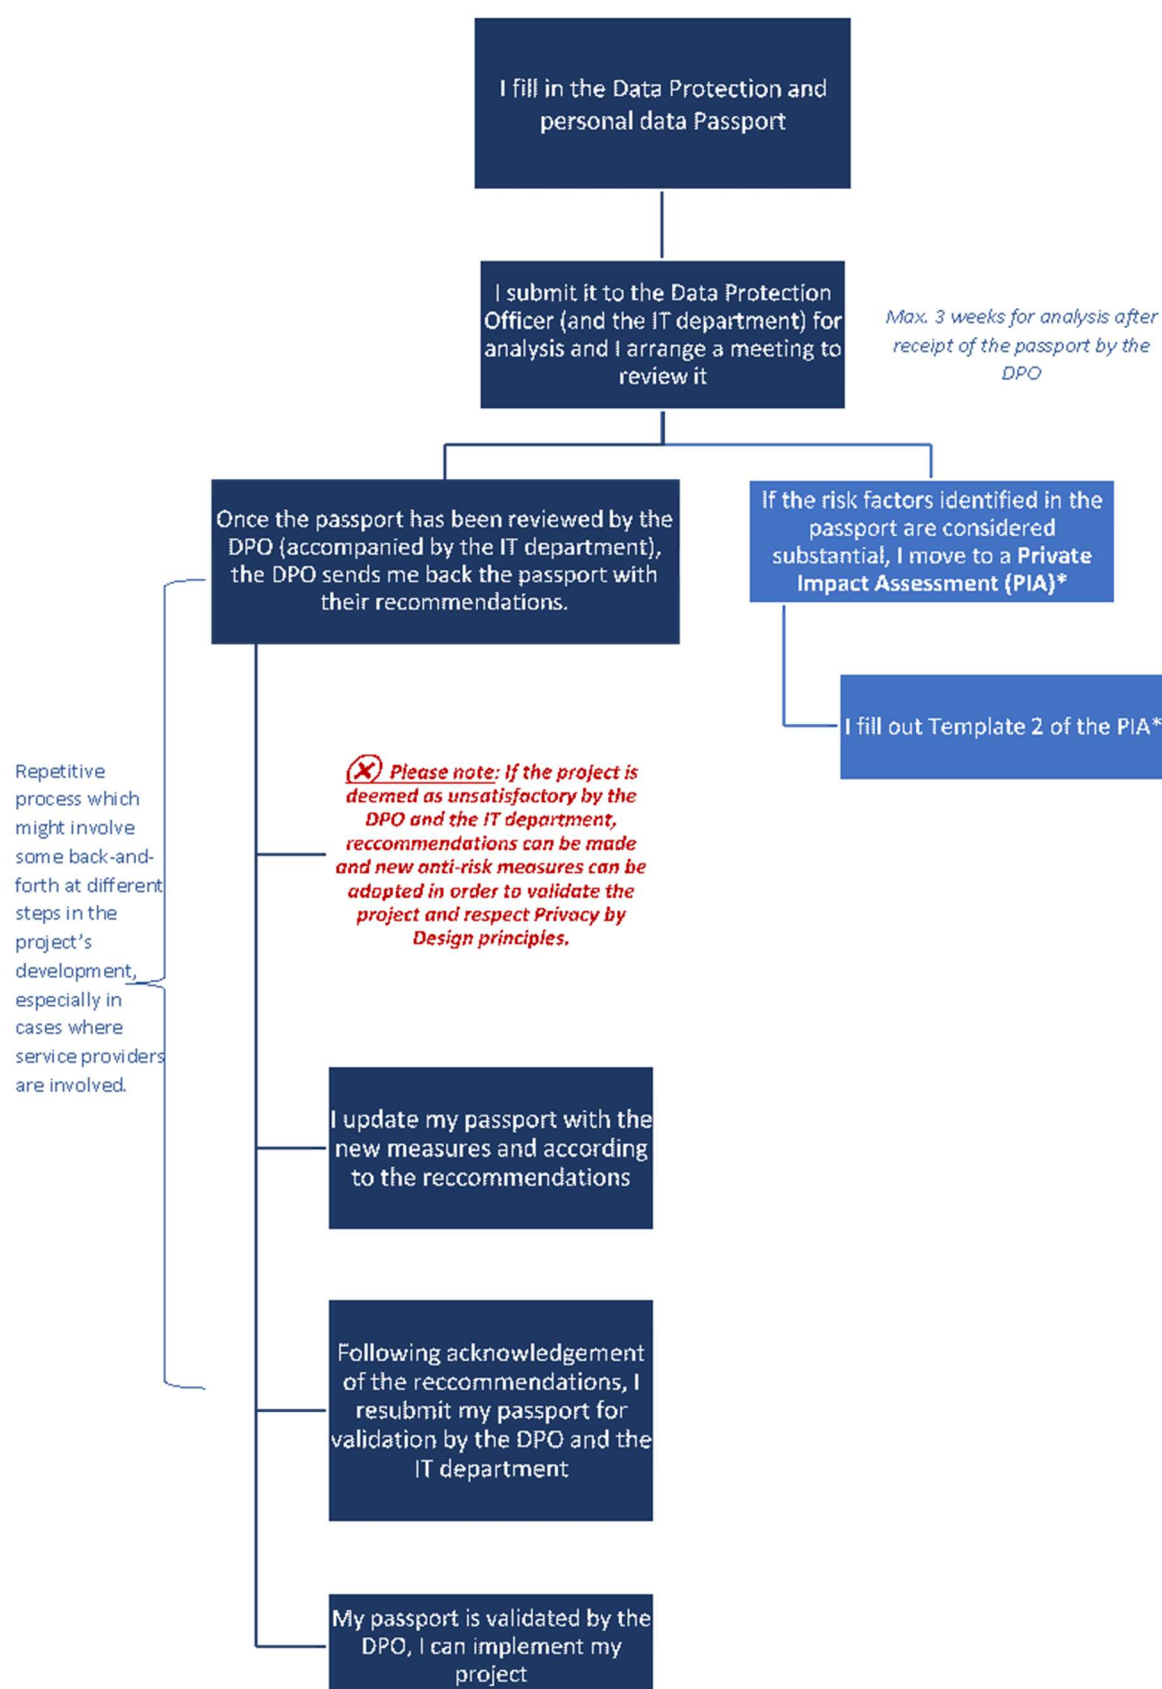 I fill in the Data Protection and
personal data Passport
I submit it to the Data Protection
Officer (and the IT department) for
analysis and I arrange a meeting to
review it
Max. 3 weeks for analysis after
receipt of the passport by the
DPO
Once the passport has been reviewed by the
DPO (accompanied by the IT department),
the DPO sends me back the passport with
their recommendations.
If the risk factors identified in the
passport are considered
substantial, I move to a Private
Impact Assessment (PIA)*
I fill out Template 2 of the PIA*
Repetitive
process which
might involve
some back-and-
forth at different
steps in the
project's
development,
especially in
cases where
service providers
are involved.
Please note: If the project is
deemed as unsatisfactory by the
DPO and the IT department,
reccommendations can be made
and new anti-risk measures can be
adopted in order to validate the
project and respect Privacy by
Design principles.
I update my passport with the
new measures and according
to the reccommendations
Following acknowledgement
of the reccommendations, I
resubmit my passport for
validation by the DPO and the
IT department
My passport is validated by the
DPO, I can implement my
project